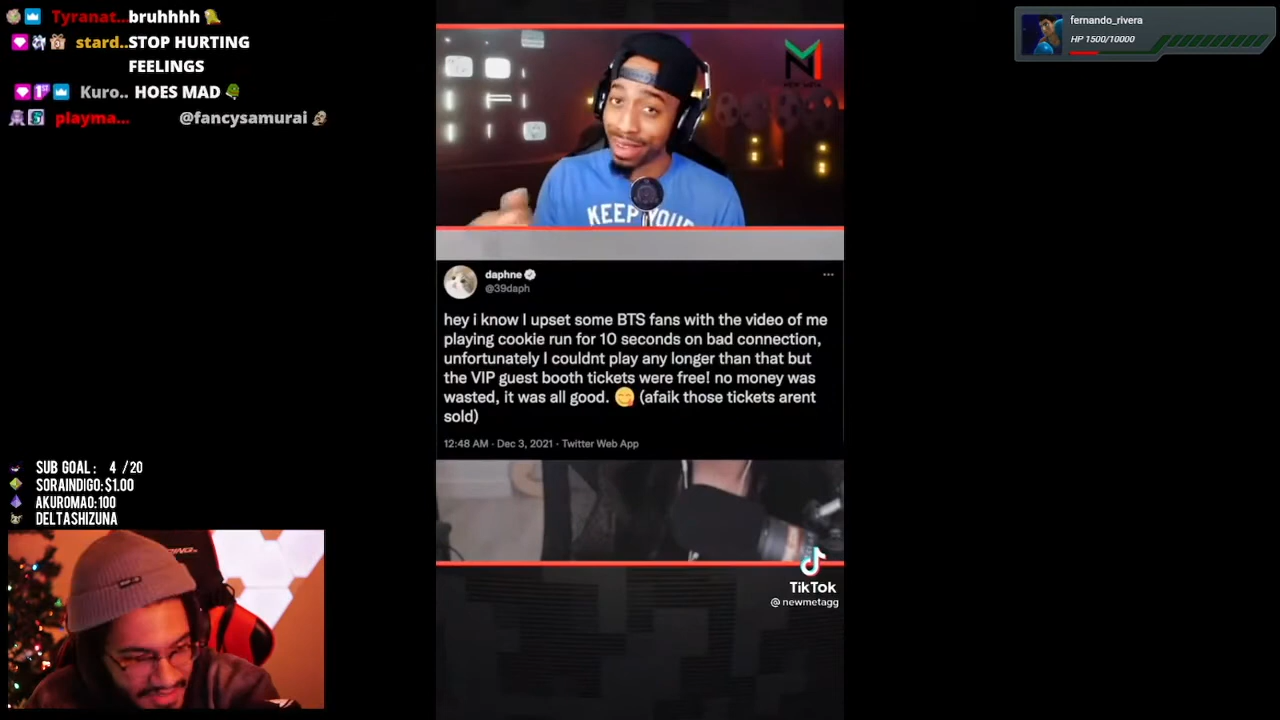 Tyranat...bruhhhh
stard..STOP HURTING
FEELINGS
Kuro.. HOES MAD
playma... @fancysamurai
fernando_rivera
HP 1500/10000
KEEP YOUR
daphne
@39daph
hey i know I upset some BTS fans with the video of me
playing cookie run for 10 seconds on bad connection,
unfortunately I couldnt play any longer than that but
the VIP guest booth tickets were free! no money was
wasted, it was all good. 😋 (afaik those tickets arent
sold)
12:48 AM · Dec 3, 2021 · Twitter Web App
SUB GOAL: 4 /20
SORAINDIGO: $1.00
AKUROMAO: 100
DELTASHIZUNA
TikTok
@newmetagg